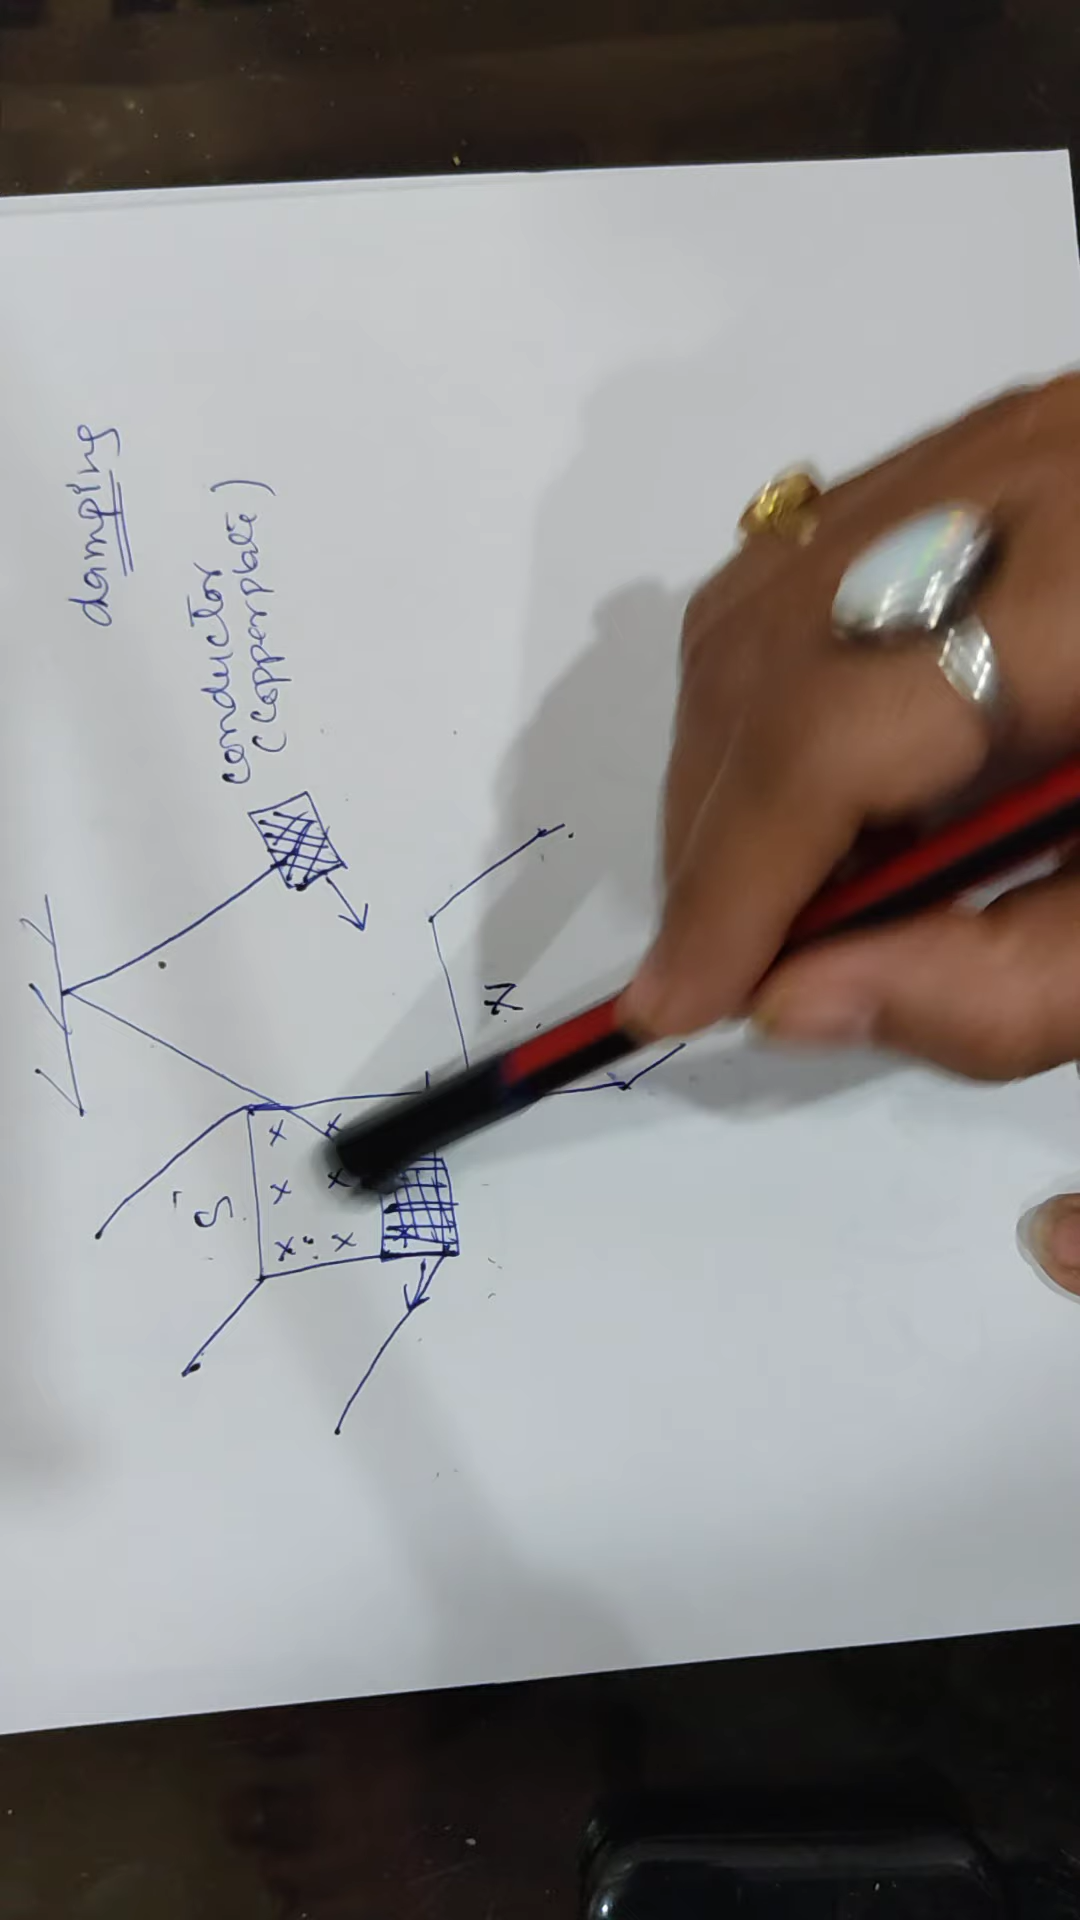 damping
conductor
(copperplate)
S
N
x x
x x
x x x